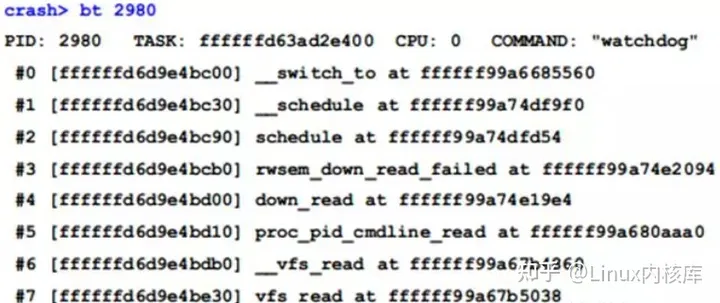 crash> bt 2980
PID: 2980 TASK: ffffffd63ad2e400 CPU: 0 COMMAND: "watchdog"
#0 [ffffffd6d9e4bc00] __switch_to at ffffff99a6685560
#1 [ffffffd6d9e4bc30] __schedule at ffffff99a74df9f0
#2 [ffffffd6d9e4bc90] schedule at ffffff99a74dfd54
#3 [ffffffd6d9e4bcb0] rwsem_down_read_failed at ffffff99a74e2094
#4 [ffffffd6d9e4bd00] down_read at ffffff99a74e19e4
#5 [ffffffd6d9e4bd10] proc_pid_cmdline_read at ffffff99a680aaa0
#6 [ffffffd6d9e4bdb0] __vfs_read at
#7 [ffffffd6d9e4be30] vfs_read at ffffff99a67b5038
知乎 @Linux内核库